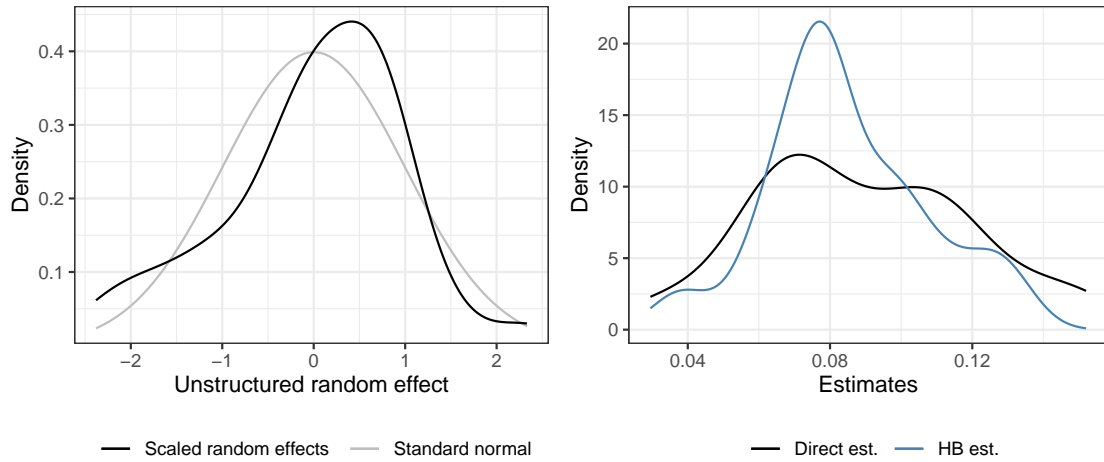 Density
0.4
0.3
0.2
0.1
−2 −1 0 1 2
Unstructured random effect
Scaled random effects Standard normal
Density
20
15
10
5
0
0.04 0.08 0.12
Estimates
Direct est. HB est.